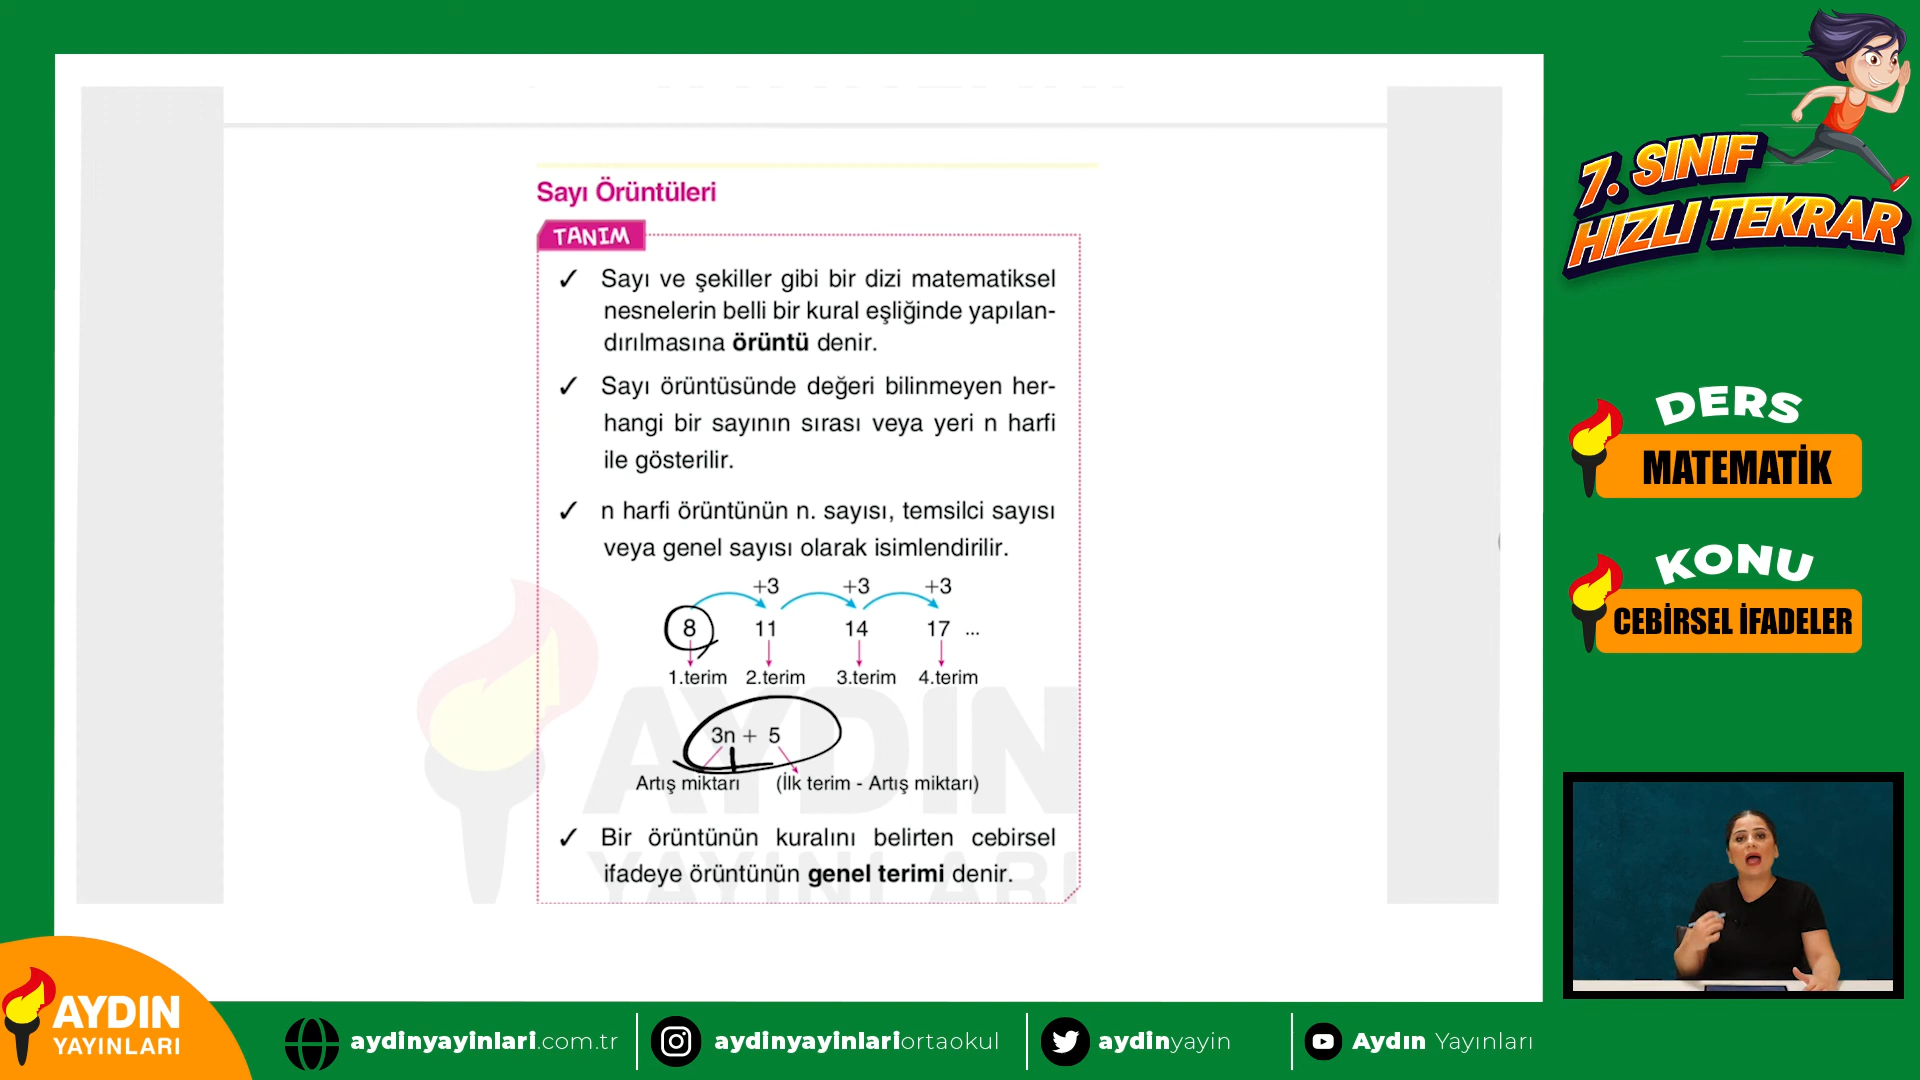 7. SINIF
HIZLI TEKRAR
Sayı Örüntüleri
TANIM
✓ Sayı ve şekiller gibi bir dizi matematiksel
nesnelerin belli bir kural eşliğinde yapılan-
dırılmasına örüntü denir.
✓ Sayı örüntüsünde değeri bilinmeyen her-
hangi bir sayının sırası veya yeri n harfi
ile gösterilir.
✓ n harfi örüntünün n. sayısı, temsilci sayısı
veya genel sayısı olarak isimlendirilir.
+3 +3 +3
8 11 14 17 ...
1.terim 2.terim 3.terim 4.terim
3n + 5
Artış miktarı (İlk terim - Artış miktarı)
✓ Bir örüntünün kuralını belirten cebirsel
ifadeye örüntünün genel terimi denir.
AYDIN
YAYINLARI
DERS
MATEMATİK
KONU
CEBİRSEL İFADELER
AYDIN
YAYINLARI
aydinyayinlari.com.tr
aydinyayinlariortaokul
aydinyayin
Aydın Yayınları